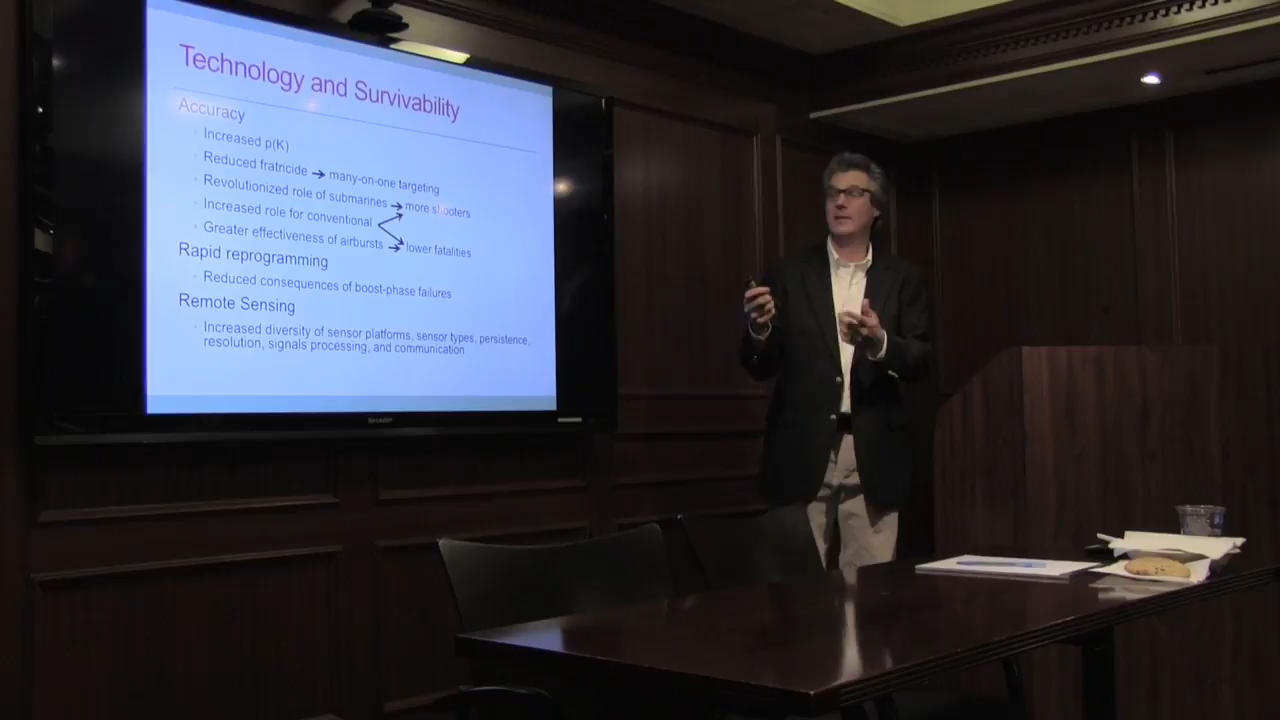 Technology and Survivability
Accuracy
Increased p(K)
Reduced fratricide → many-on-one targeting
Revolutionized role of submarines → more shooters
Increased role for conventional
Greater effectiveness of airbursts → lower fatalities
Rapid reprogramming
Reduced consequences of boost-phase failures
Remote Sensing
Increased diversity of sensor platforms, sensor types, persistence,
resolution, signals processing, and communication
SHARP